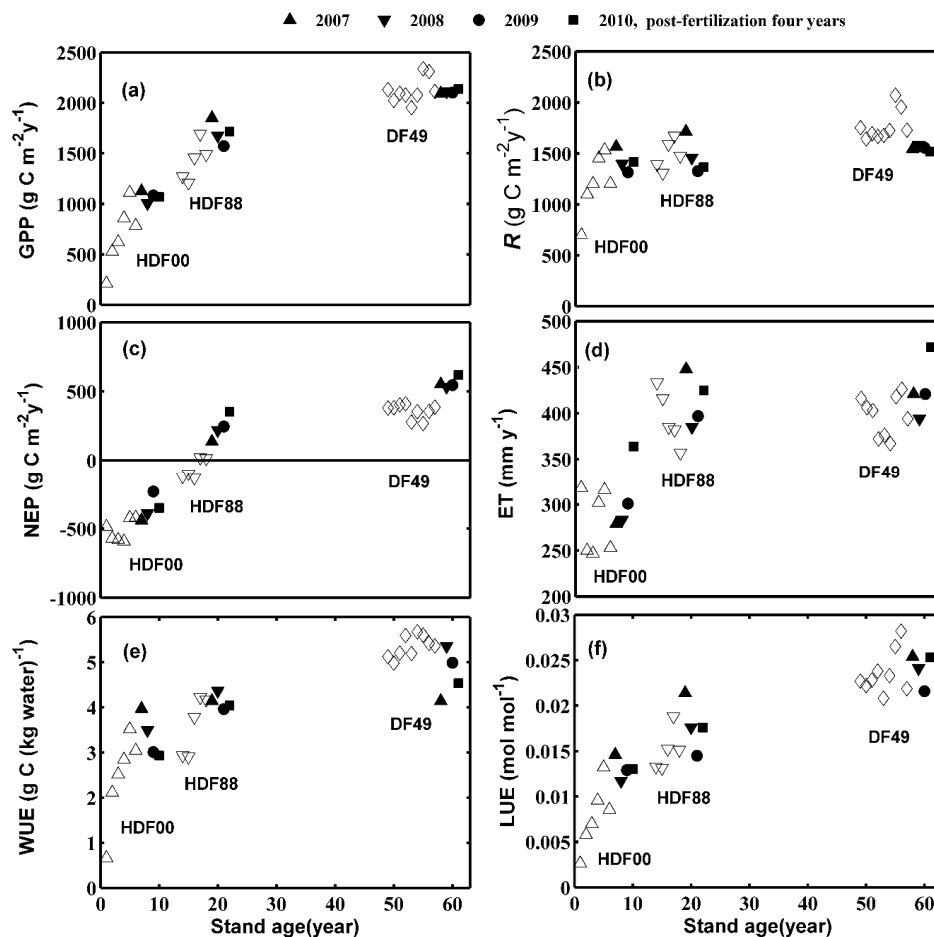 2007 2008 2009 2010, post-fertilization four years
2500
2000
1500
1000
500
0
GPP (g C m⁻²y⁻¹)
(a)
HDF00
HDF88
DF49
2500
2000
1500
1000
500
0
R (g C m⁻²y⁻¹)
(b)
HDF00
HDF88
DF49
1000
500
0
-500
-1000
NEP (g C m⁻²y⁻¹)
(c)
HDF00
HDF88
DF49
500
450
400
350
300
250
200
ET (mm y⁻¹)
(d)
HDF00
HDF88
DF49
6
5
4
3
2
1
0
WUE (g C (kg water)⁻¹)
(e)
HDF00
HDF88
DF49
0 10 20 30 40 50 60
Stand age(year)
0.03
0.025
0.02
0.015
0.01
0.005
0
LUE (mol mol⁻¹)
(f)
HDF00
HDF88
DF49
0 10 20 30 40 50 60
Stand age(year)